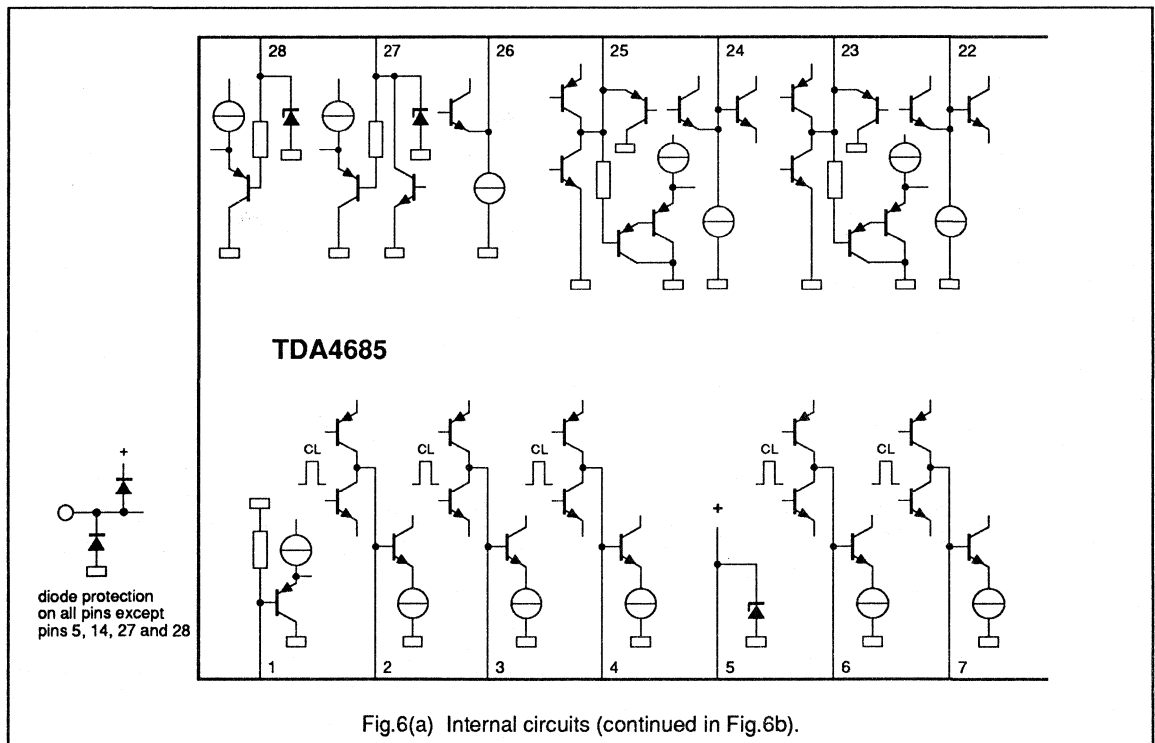 28 27 26 25 24 23 22
TDA4685
CL CL CL CL CL
+
+
diode protection
on all pins except
pins 5, 14, 27 and 28
1 2 3 4 5 6 7
Fig.6(a) Internal circuits (continued in Fig.6b).